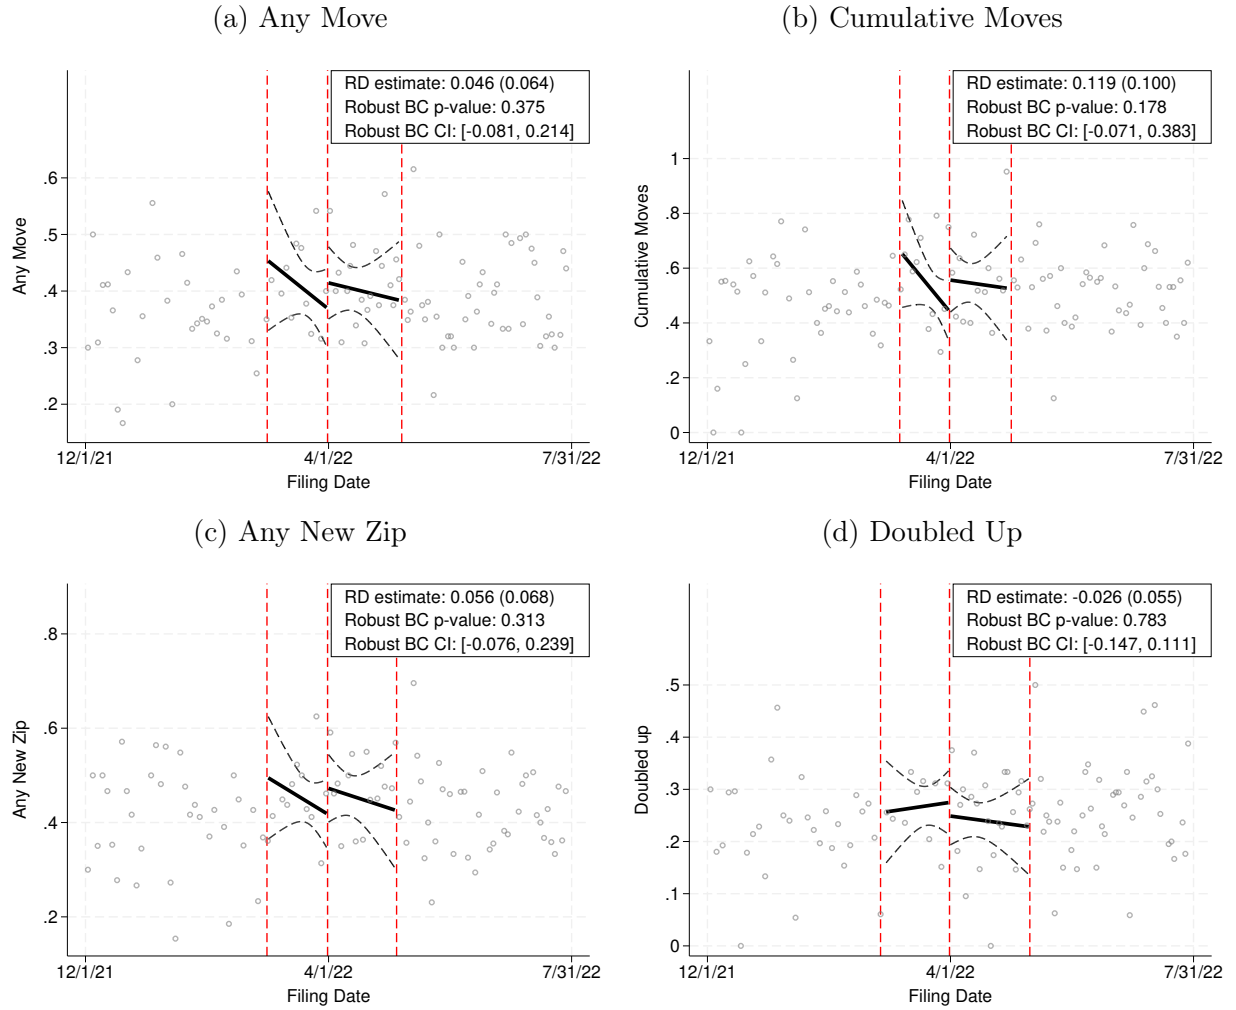 (a) Any Move
RD estimate: 0.046 (0.064)
Robust BC p-value: 0.375
Robust BC CI: [-0.081, 0.214]
.6
.5
.4
.3
.2
Any Move
12/1/21
4/1/22
7/31/22
Filing Date
(b) Cumulative Moves
RD estimate: 0.119 (0.100)
Robust BC p-value: 0.178
Robust BC CI: [-0.071, 0.383]
1
.8
.6
.4
.2
0
Cumulative Moves
12/1/21
4/1/22
7/31/22
Filing Date
(c) Any New Zip
RD estimate: 0.056 (0.068)
Robust BC p-value: 0.313
Robust BC CI: [-0.076, 0.239]
.8
.6
.4
.2
Any New Zip
12/1/21
4/1/22
7/31/22
Filing Date
(d) Doubled Up
RD estimate: -0.026 (0.055)
Robust BC p-value: 0.783
Robust BC CI: [-0.147, 0.111]
.5
.4
.3
.2
.1
0
Doubled up
12/1/21
4/1/22
7/31/22
Filing Date